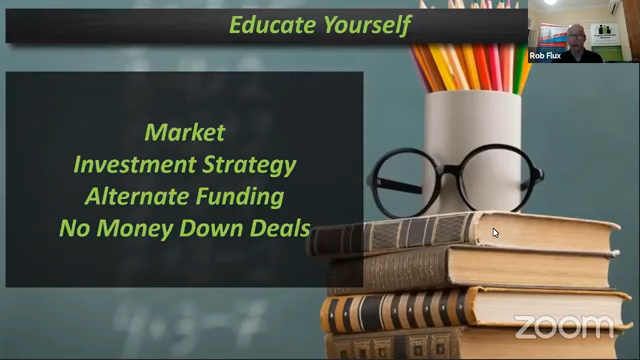 Educate Yourself
Rob Flux
Market
Investment Strategy
Alternate Funding
No Money Down Deals
zoom